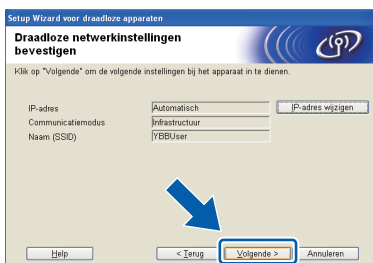 Setup Wizard voor draadloze apparaten
Draadloze netwerkinstellingen
bevestigen
Klik op "Volgende" om de volgende instellingen bij het apparaat in te dienen.
IP-adres Automatisch IP-adres wijzigen
Communicatiemodus Infrastructuur
Naam (SSID) YBBUser
Help < Terug Volgende > Annuleren